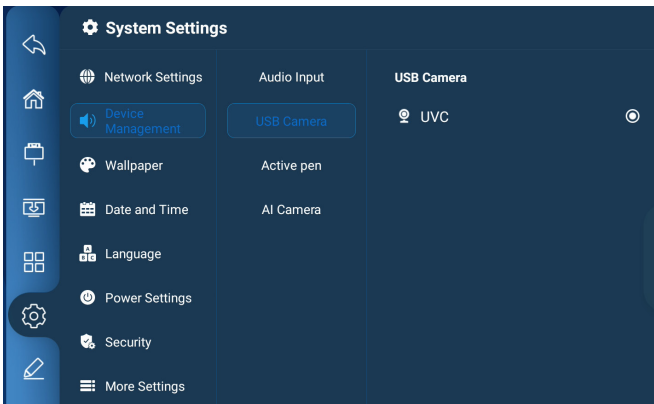 System Settings
Network Settings
Device
Management
Wallpaper
Date and Time
Language
Power Settings
Security
More Settings
Audio Input
USB Camera
Active pen
AI Camera
USB Camera
UVC